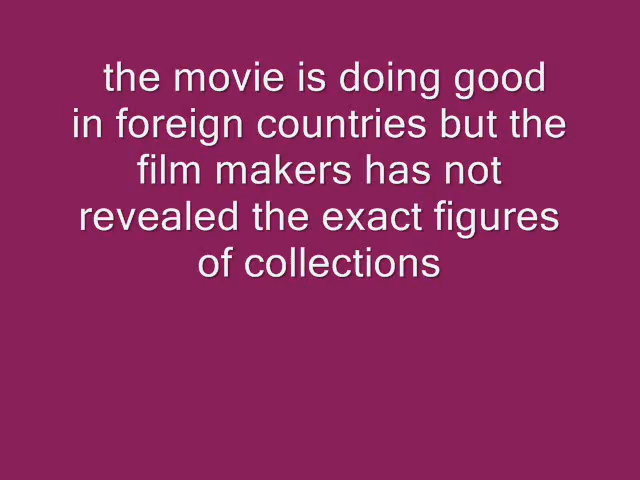 the movie is doing good
in foreign countries but the
film makers has not
revealed the exact figures
of collections